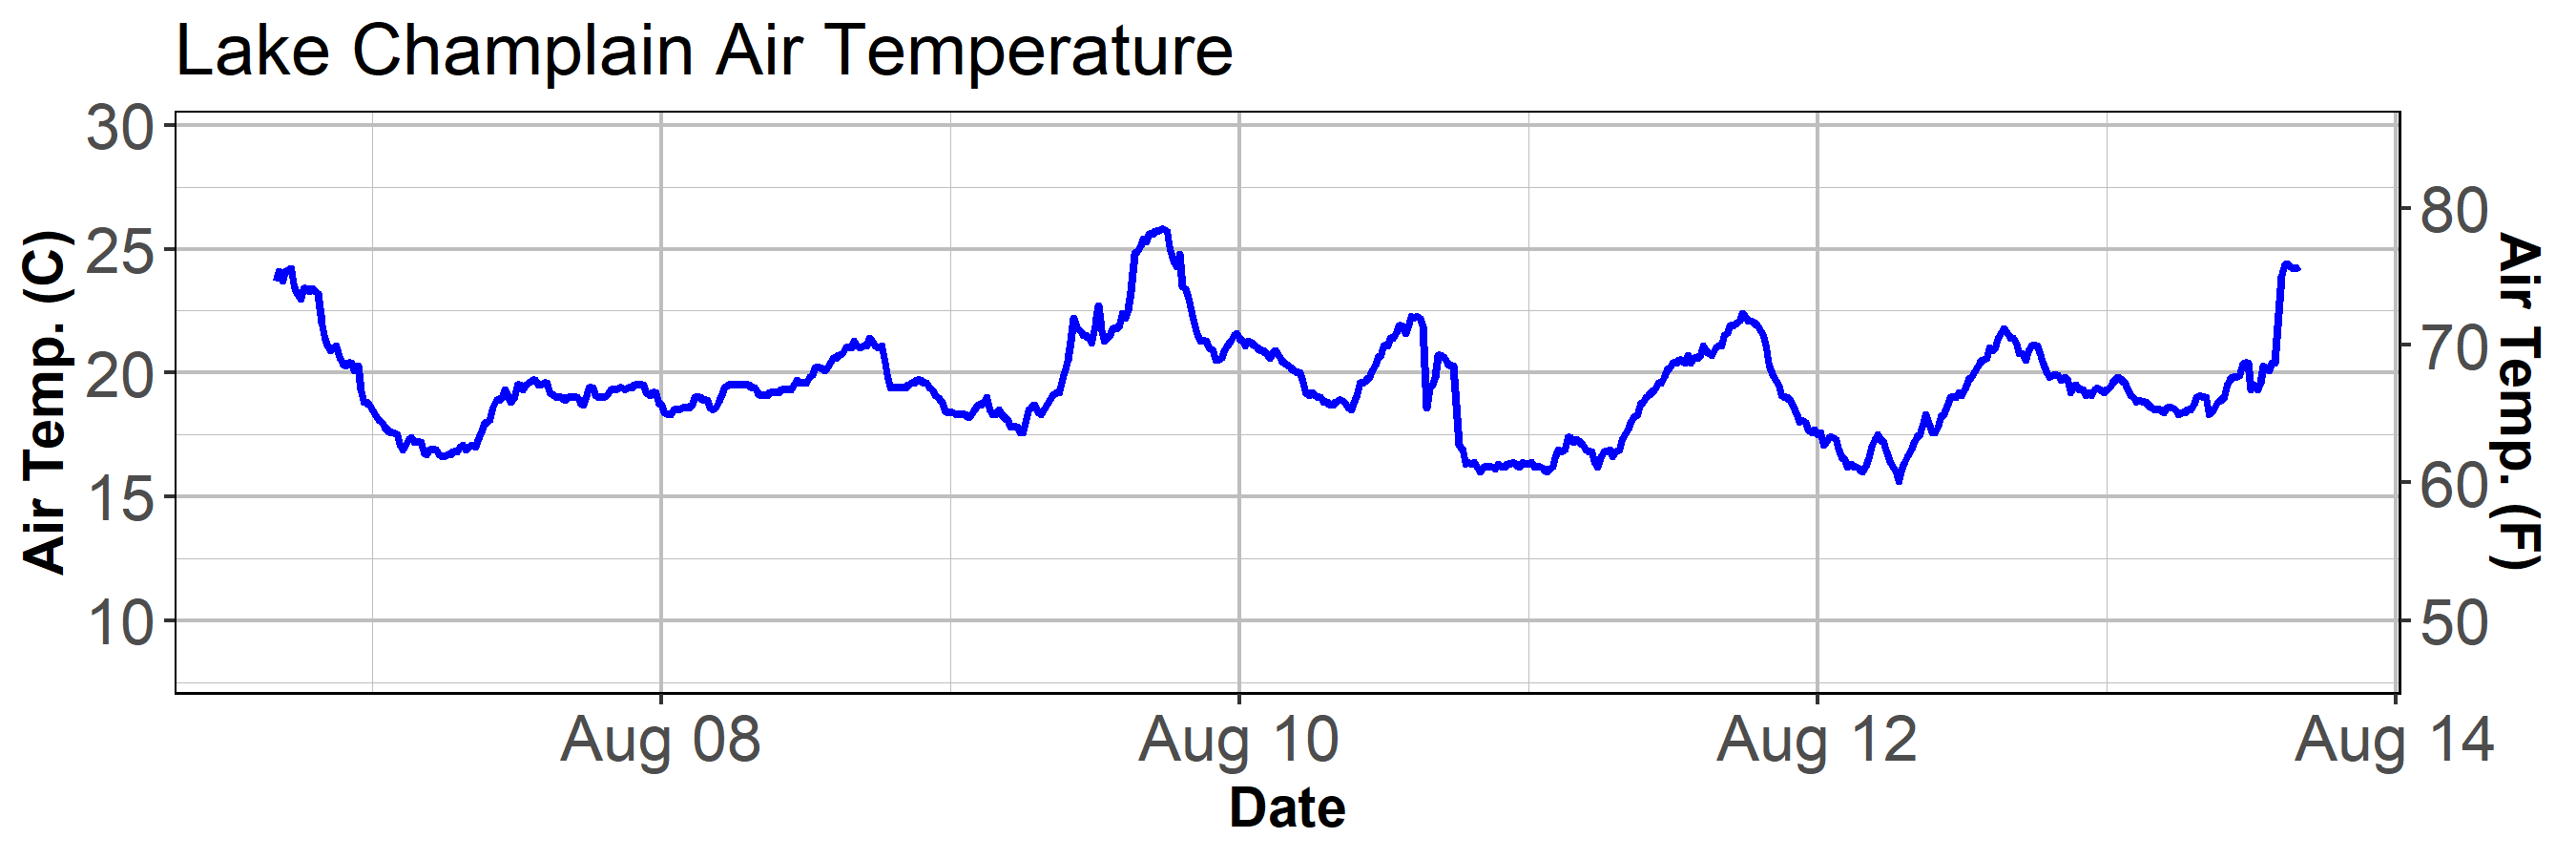 Lake Champlain Air Temperature
Air Temp. (C)
30
25
20
15
10
80
70
60
50
Air Temp. (F)
Aug 08 Aug 10 Aug 12 Aug 14
Date